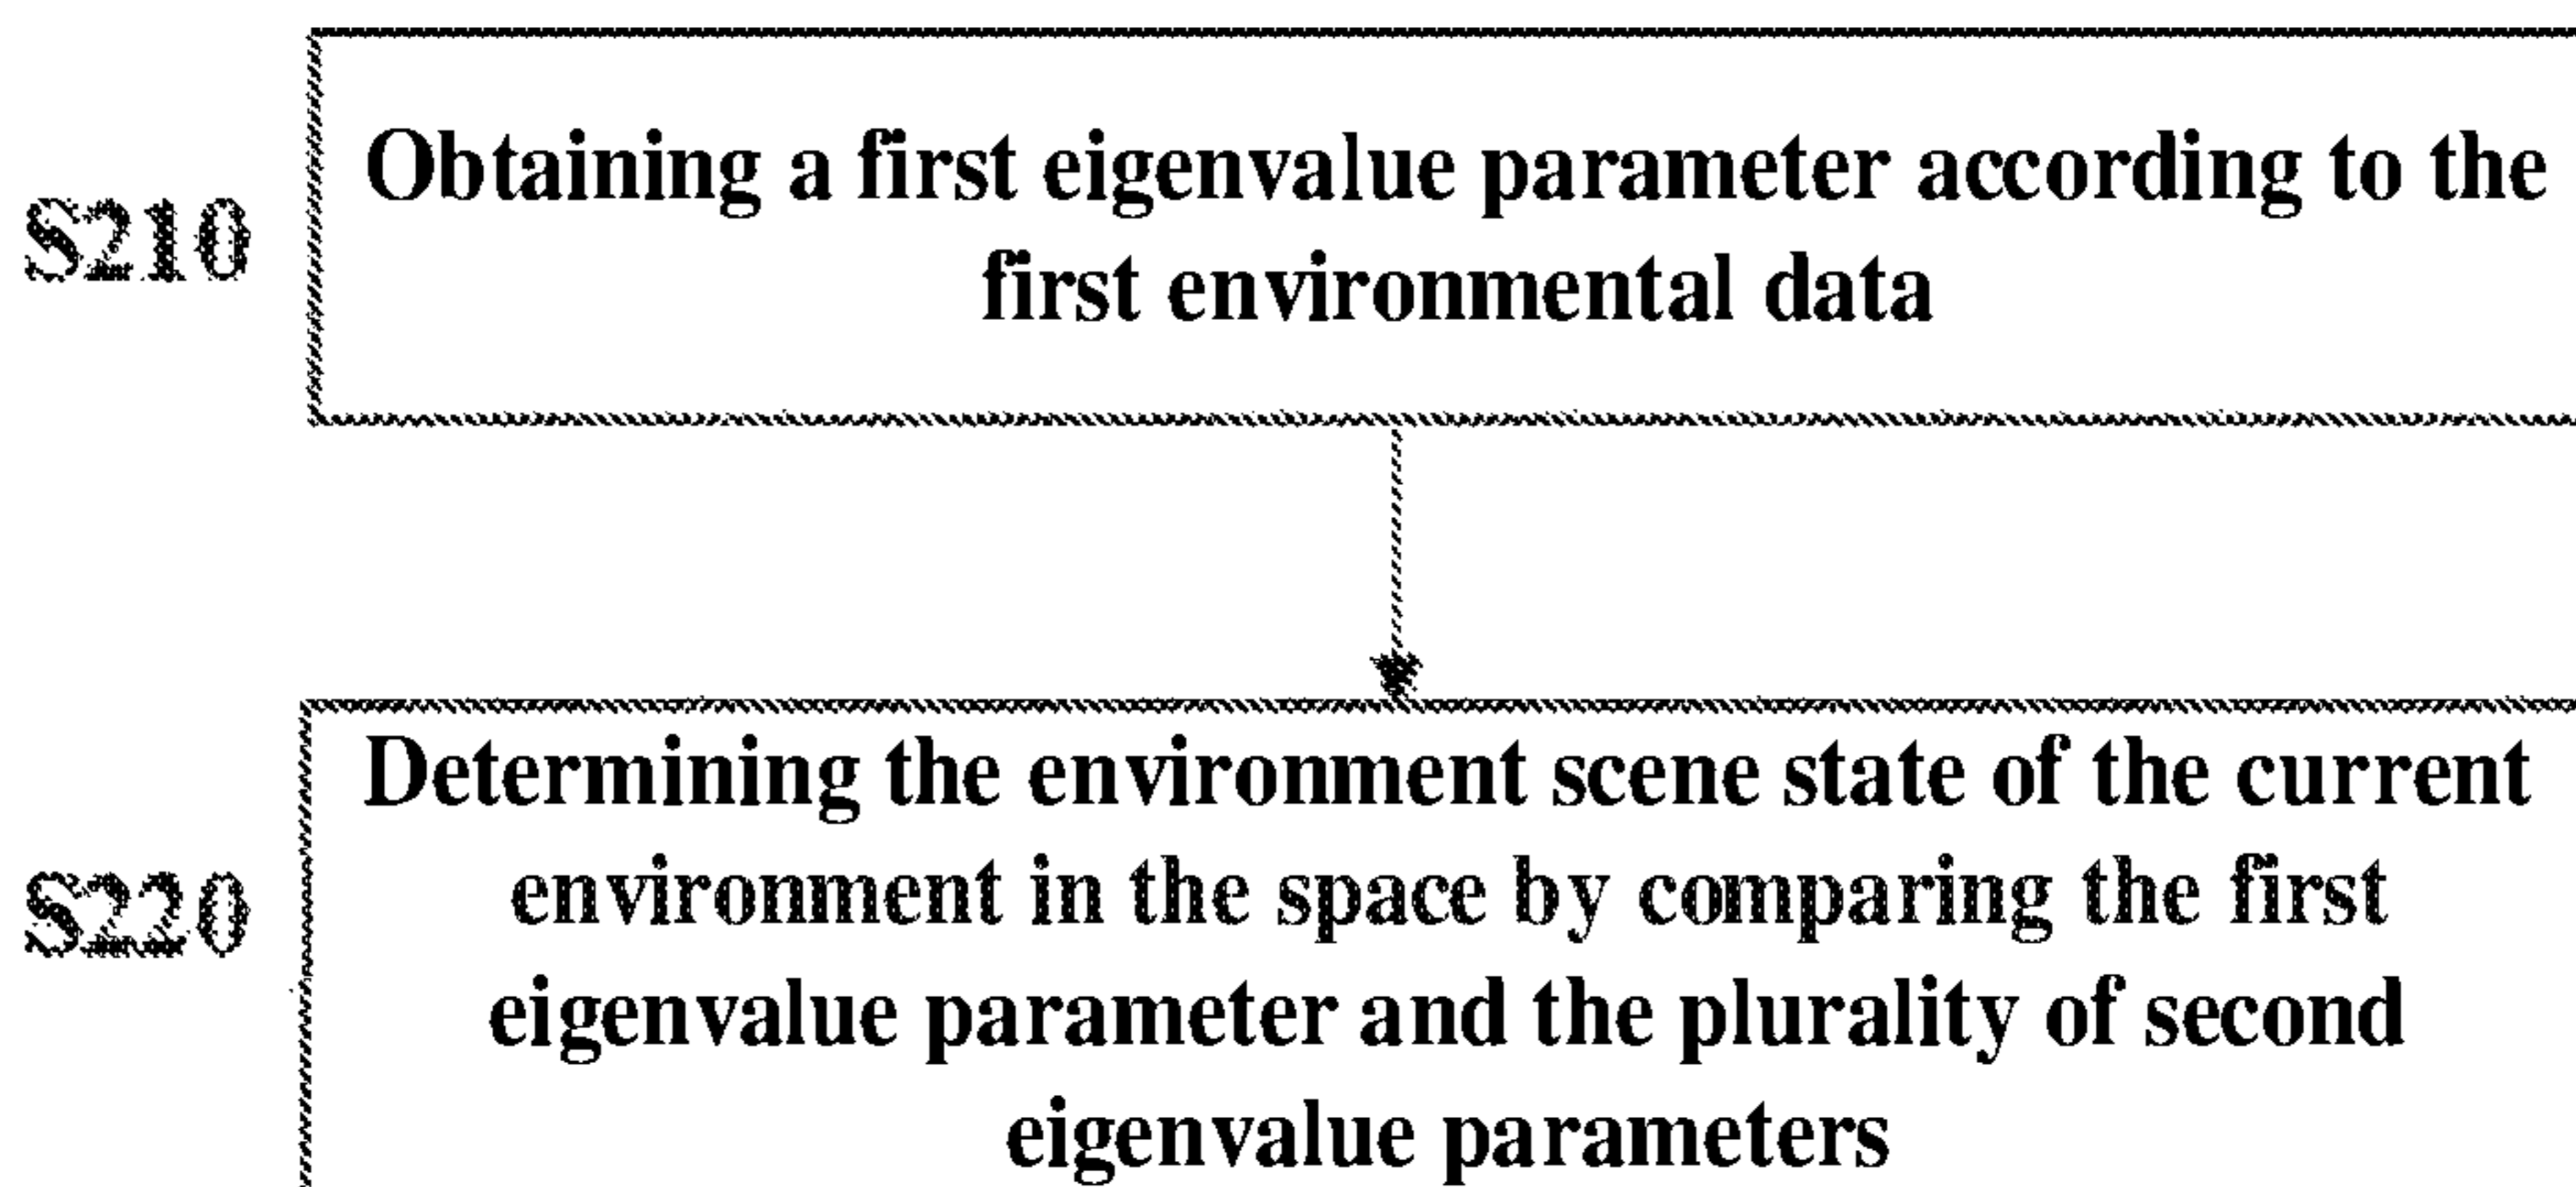 S210
Obtaining a first eigenvalue parameter according to the
first environmental data
S220
Determining the environment scene state of the current
environment in the space by comparing the first
eigenvalue parameter and the plurality of second
eigenvalue parameters